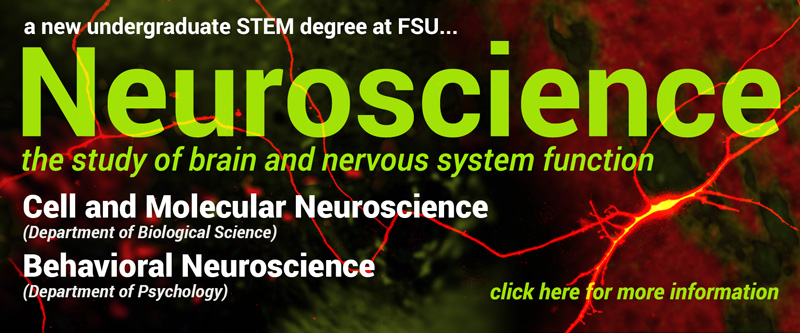 a new undergraduate STEM degree at FSU...
Neuroscience
the study of brain and nervous system function
Cell and Molecular Neuroscience
(Department of Biological Science)
Behavioral Neuroscience
(Department of Psychology)
click here for more information